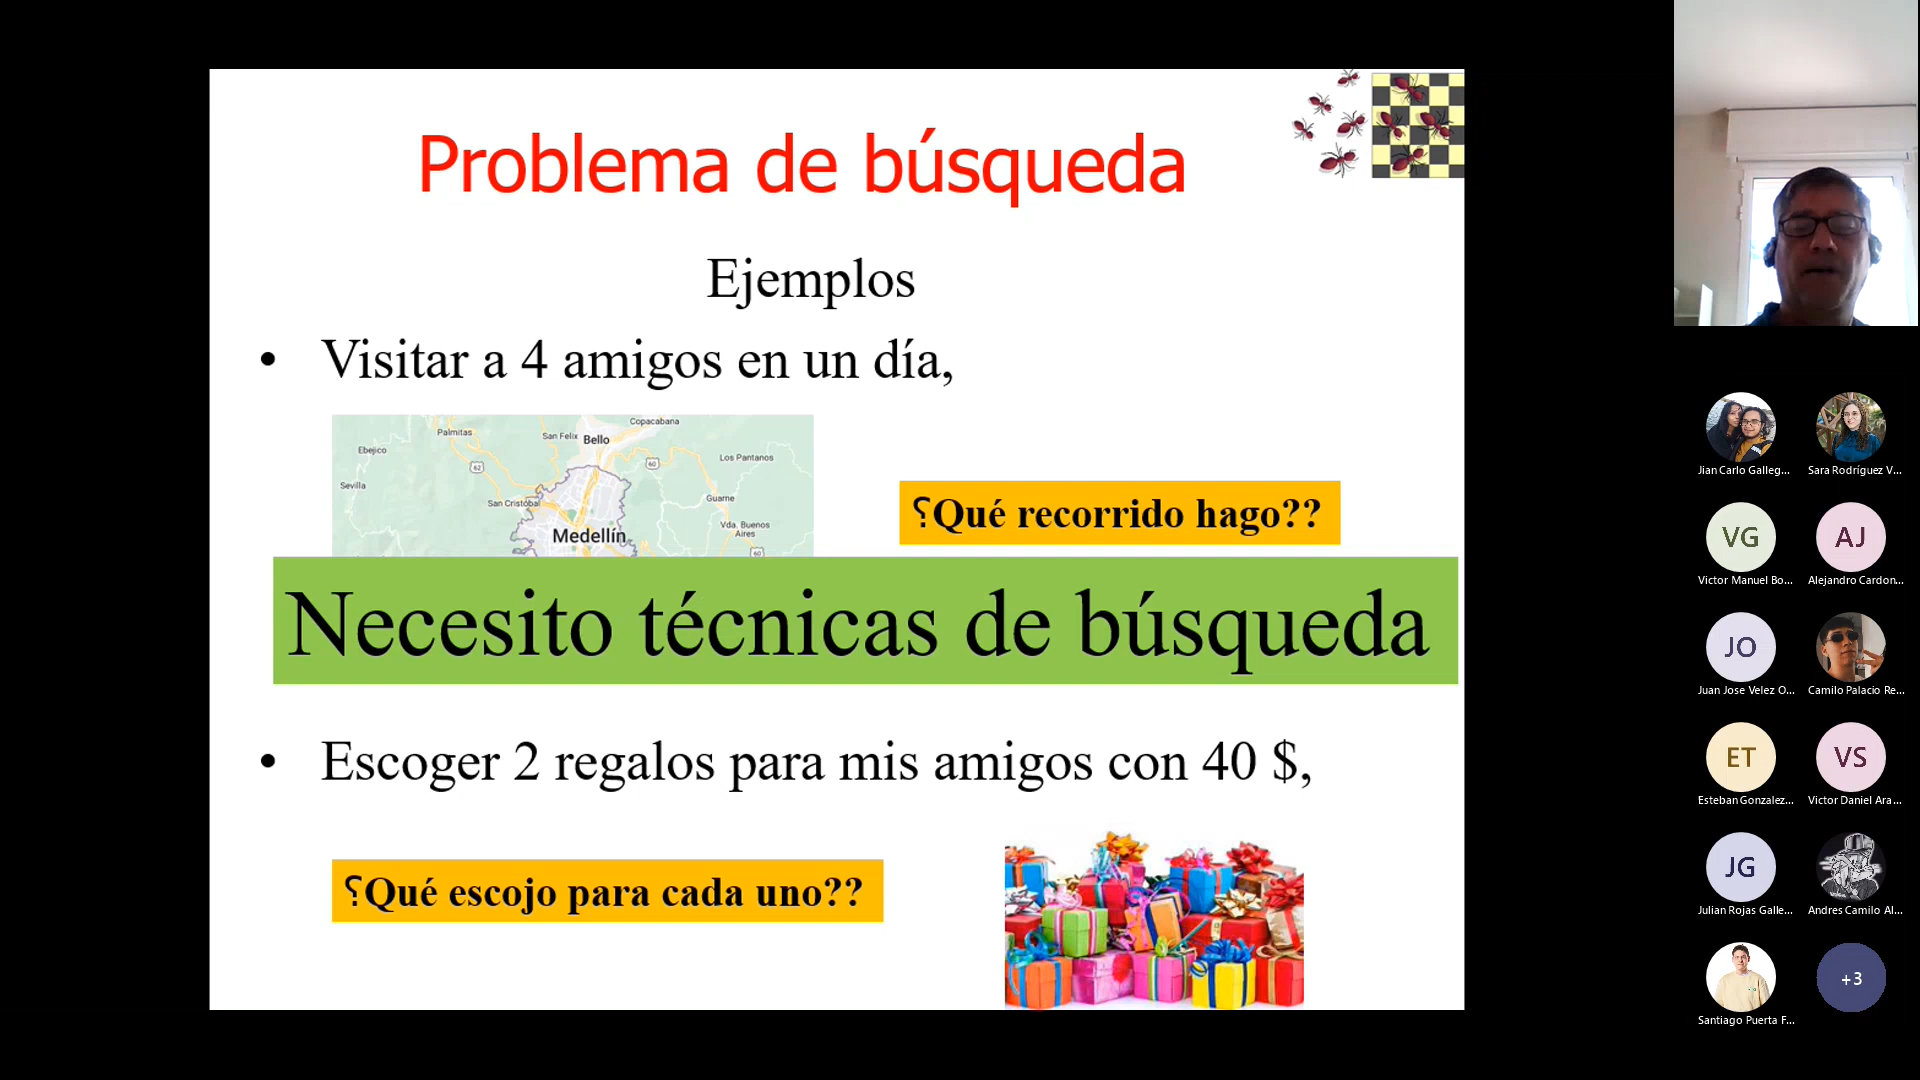 Problema de búsqueda
Ejemplos
• Visitar a 4 amigos en un día,
Copacabana
Palmitas
San Felix
Bello
Ebejico
62
60
Los Pantanos
Sevilla
San Cristóbal
Guarne
Medellín
Vda. Buenos
Aires
60
؟Qué recorrido hago??
Necesito técnicas de búsqueda
• Escoger 2 regalos para mis amigos con 40 $,
؟Qué escojo para cada uno??
Jian Carlo Galleg...
Sara Rodríguez V...
VG
AJ
Victor Manuel Bo...
Alejandro Cardon...
JO
Juan Jose Velez O...
Camilo Palacio Re...
ET
VS
Esteban Gonzalez...
Victor Daniel Ara...
JG
Julian Rojas Galle...
Andres Camilo Al...
+3
Santiago Puerta F...